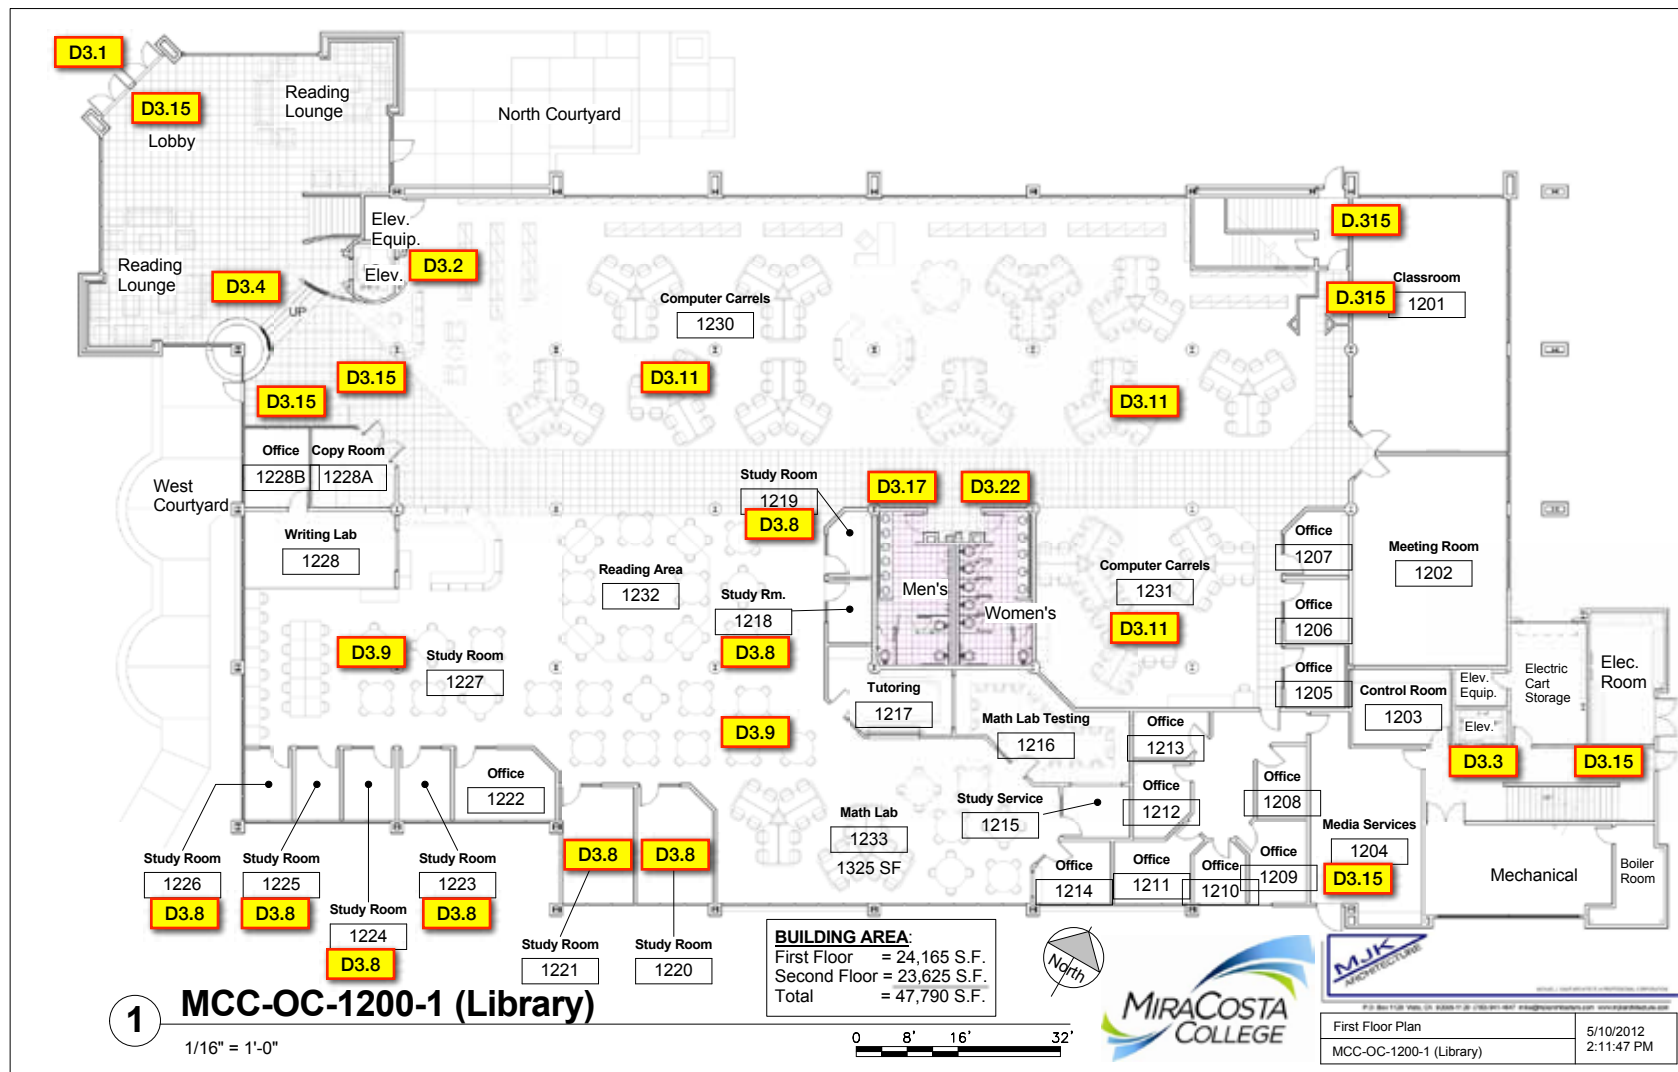 D3.1
D3.15
Lobby
Reading
Lounge
North Courtyard
Elev.
Equip.
Elev.
D3.2
Reading
Lounge
D3.4
UP
D.315
Classroom
1201
D.315
Computer Carrels
1230
D3.15
D3.15
D3.11
D3.11
Office
1228B
Copy Room
1228A
West
Courtyard
Writing Lab
1228
Study Room
1219
D3.8
D3.17
D3.22
Men's
Women's
Reading Area
1232
Study Rm.
1218
D3.8
Computer Carrels
1231
D3.11
Office
1207
Office
1206
Office
1205
Meeting Room
1202
D3.9
Study Room
1227
D3.9
Tutoring
1217
Math Lab Testing
1216
Office
1213
Control Room
1203
Elev.
Equip.
Elev.
Electric
Cart
Storage
Elec.
Room
D3.3
D3.15
Office
1222
Office
1212
Office
1208
Study Service
1215
Math Lab
1233
1325 SF
Media Services
1204
D3.15
Office
1214
Office
1211
Office
1210
Office
1209
Mechanical
Boiler
Room
Study Room
1226
D3.8
Study Room
1225
D3.8
Study Room
1224
D3.8
Study Room
1223
D3.8
D3.8
Study Room
1221
D3.8
Study Room
1220
BUILDING AREA:
First Floor = 24,165 S.F.
Second Floor = 23,625 S.F.
Total = 47,790 S.F.
North
1
MCC-OC-1200-1 (Library)
1/16" = 1'-0"
0 8' 16' 32'
MIRACOSTA
COLLEGE
MJK
ARCHITECTURE
First Floor Plan
MCC-OC-1200-1 (Library)
5/10/2012
2:11:47 PM